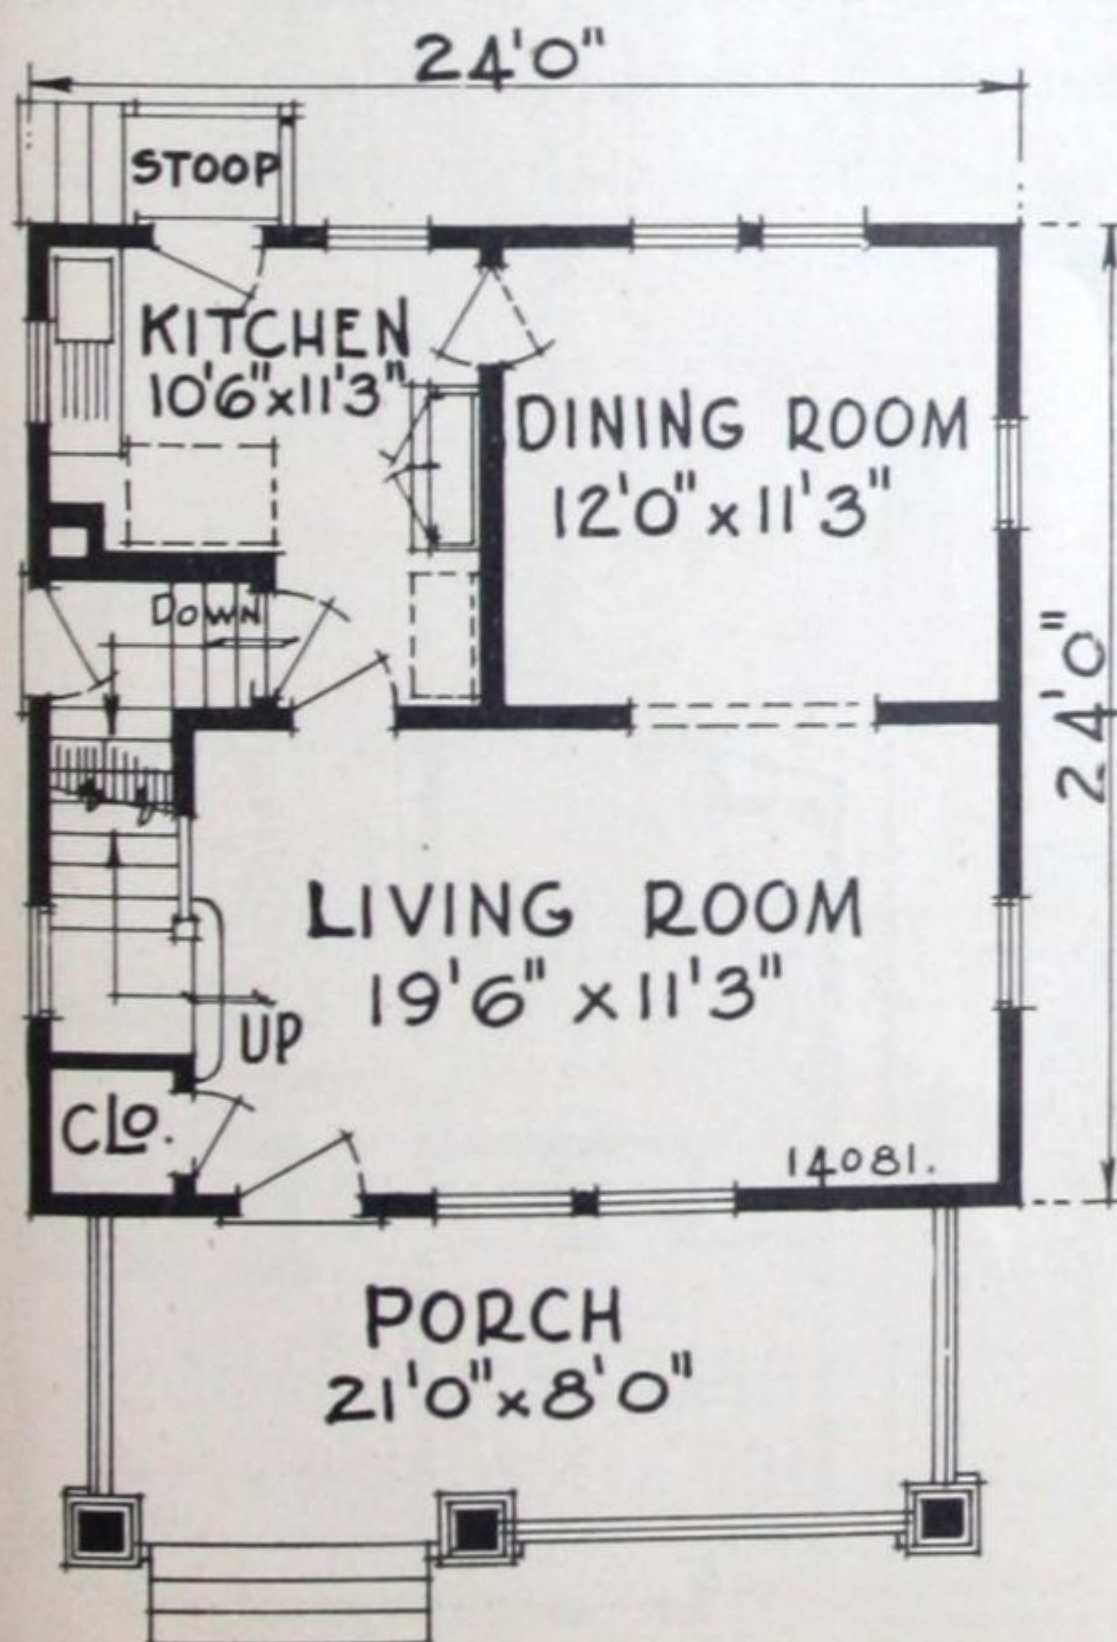 24'0"
STOOP
KITCHEN
10'6"x11'3"
DINING ROOM
12'0"x11'3"
DOWN
24'0"
LIVING ROOM
19'6"x11'3"
UP
CLO.
14081.
PORCH
21'0"x8'0"